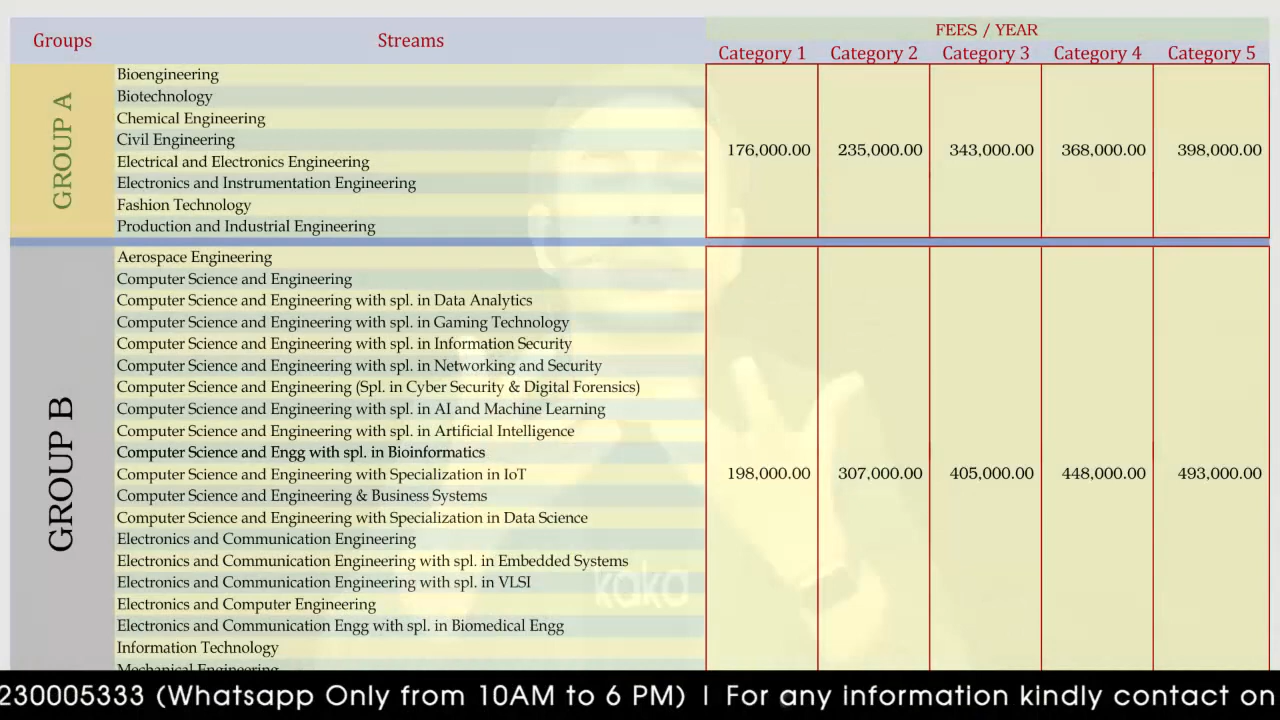 Groups Streams FEES / YEAR
Category 1 Category 2 Category 3 Category 4 Category 5
GROUP A
Bioengineering
Biotechnology
Chemical Engineering
Civil Engineering
Electrical and Electronics Engineering
Electronics and Instrumentation Engineering
Fashion Technology
Production and Industrial Engineering
176,000.00 235,000.00 343,000.00 368,000.00 398,000.00
GROUP B
Aerospace Engineering
Computer Science and Engineering
Computer Science and Engineering with spl. in Data Analytics
Computer Science and Engineering with spl. in Gaming Technology
Computer Science and Engineering with spl. in Information Security
Computer Science and Engineering with spl. in Networking and Security
Computer Science and Engineering (Spl. in Cyber Security & Digital Forensics)
Computer Science and Engineering with spl. in AI and Machine Learning
Computer Science and Engineering with spl. in Artificial Intelligence
Computer Science and Engg with spl. in Bioinformatics
Computer Science and Engineering with Specialization in IoT
Computer Science and Engineering & Business Systems
Computer Science and Engineering with Specialization in Data Science
Electronics and Communication Engineering
Electronics and Communication Engineering with spl. in Embedded Systems
Electronics and Communication Engineering with spl. in VLSI
Electronics and Computer Engineering
Electronics and Communication Engg with spl. in Biomedical Engg
Information Technology
Mechanical Engineering
198,000.00 307,000.00 405,000.00 448,000.00 493,000.00
kaka
230005333 (Whatsapp Only from 10AM to 6 PM) I For any information kindly contact on